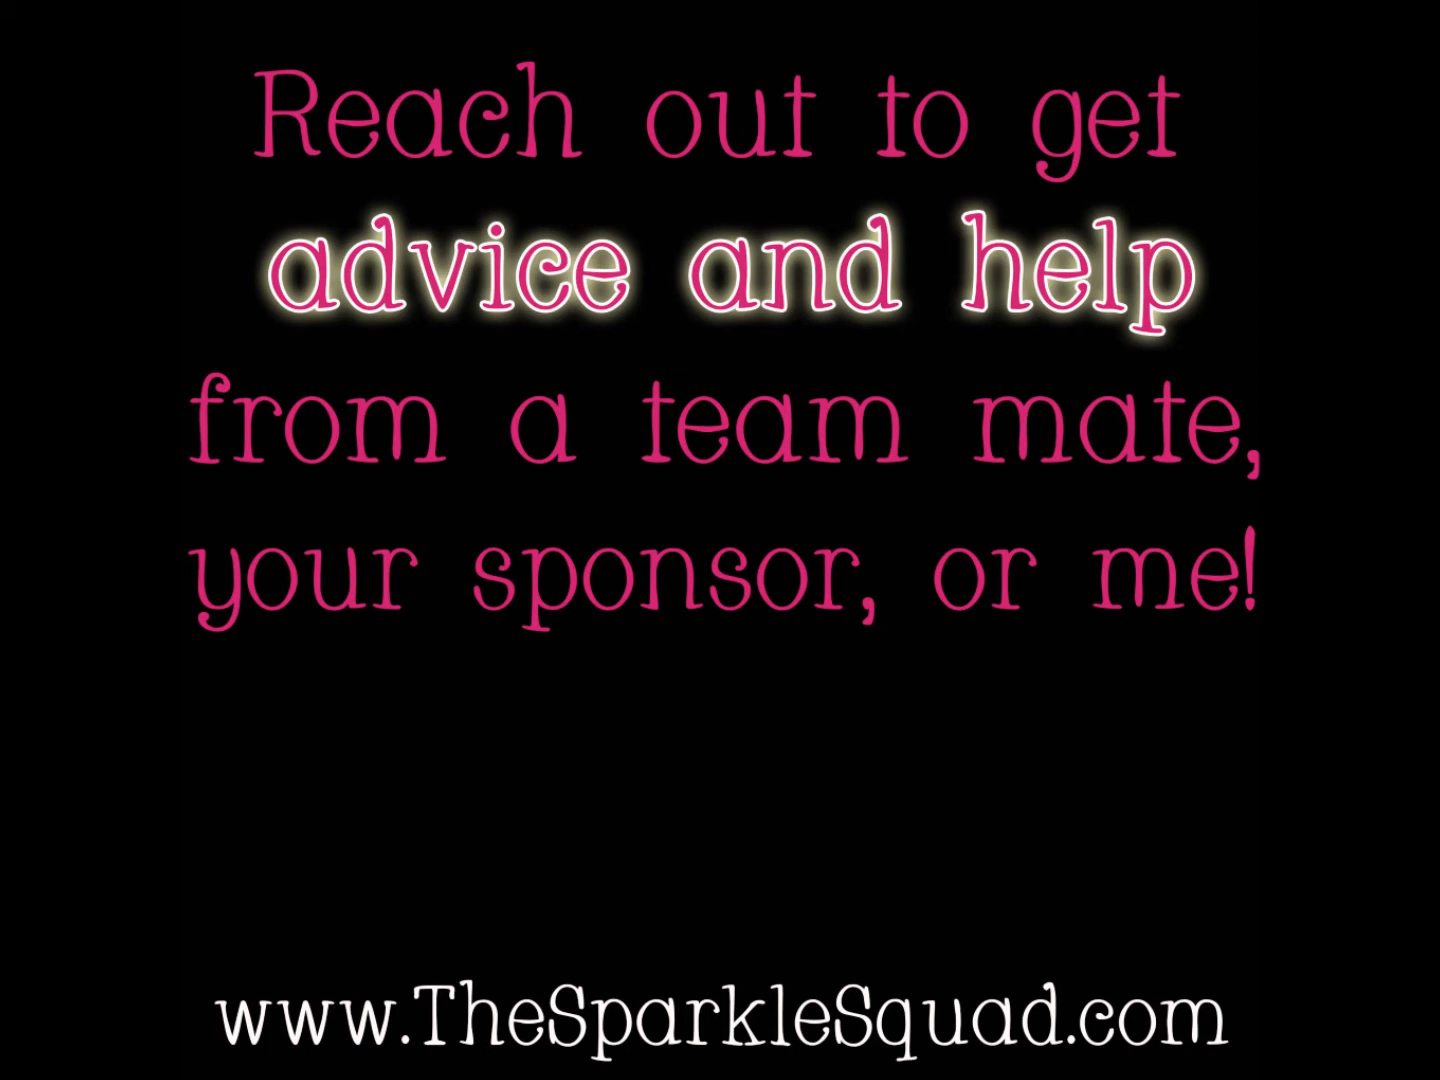 Reach out to get
advice and help
from a team mate,
your sponsor, or me!
www.TheSparkleSquad.com